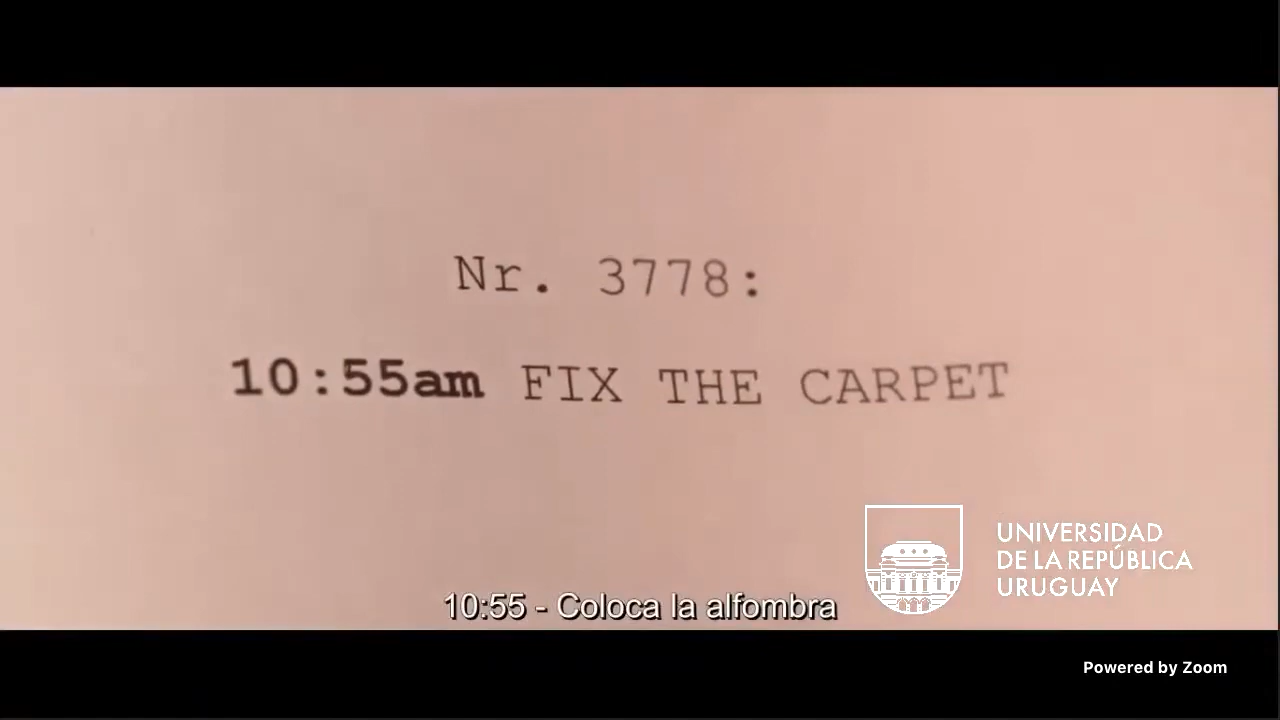 Nr. 3778:
10:55am FIX THE CARPET
UNIVERSIDAD
DE LA REPÚBLICA
URUGUAY
10:55 - Coloca la alfombra
Powered by Zoom